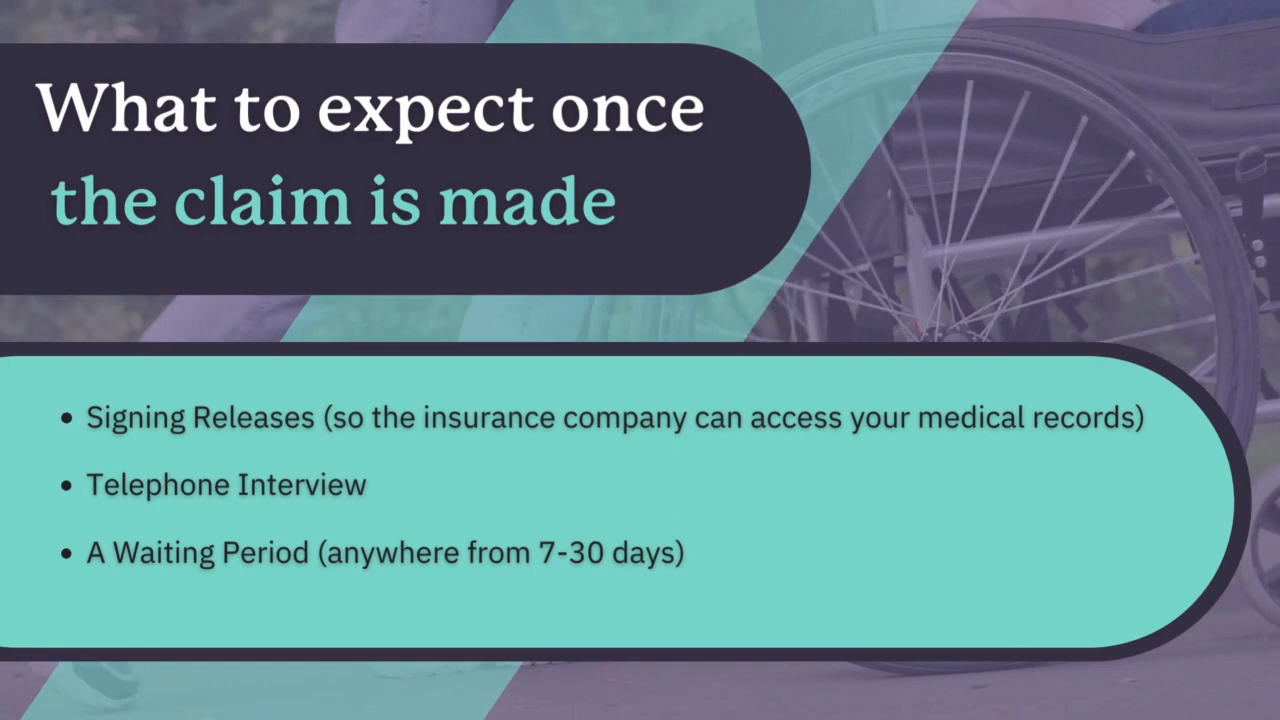 What to expect once
the claim is made
• Signing Releases (so the insurance company can access your medical records)
• Telephone Interview
• A Waiting Period (anywhere from 7-30 days)